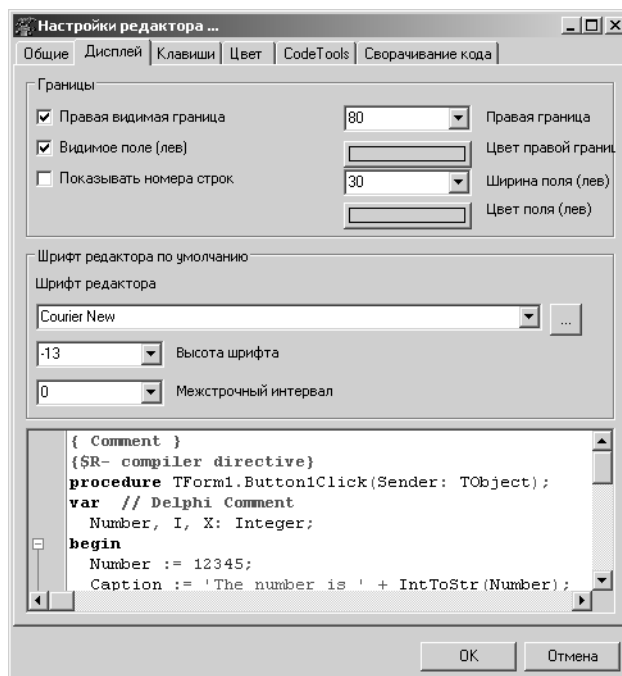 Настройки редактора ...
Общие Дисплей Клавиши Цвет CodeTools Сворачивание кода
Границы
Правая видимая граница 80 Правая граница
Видимое поле (лев) Цвет правой границ
Показывать номера строк 30 Ширина поля (лев)
Цвет поля (лев)
Шрифт редактора по умолчанию
Шрифт редактора
Courier New ...
-13 Высота шрифта
0 Межстрочный интервал
{ Comment }
{$R- compiler directive}
procedure TForm1.Button1Click(Sender: TObject);
var // Delphi Comment
Number, I, X: Integer;
begin
Number := 12345;
Caption := 'The number is ' + IntToStr(Number);
OK Отмена